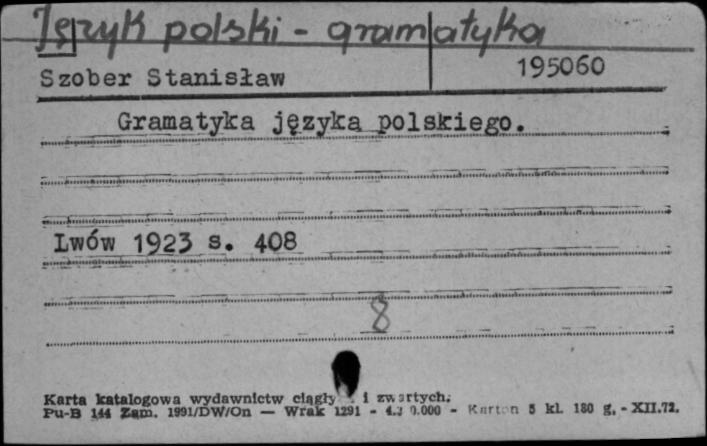 Język polski - gramatyka
Szober Stanisław
195060
Gramatyka języka polskiego.
Lwów 1923 s. 408
8
Karta katalogowa wydawnictw i zwartych.
Pu-B 144 Zam. 1991/DW/On — Wrak 1291 - - Karton 5 kl. 180 g. - XII.72.